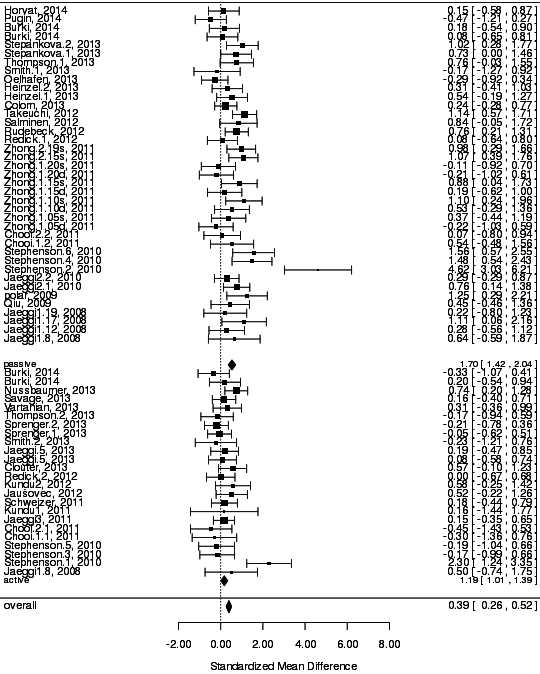 Horvat, 2014 0.15 [ -0.58 , 0.87 ]
Pugin, 2014 -0.47 [ -1.21 , 0.27 ]
Burki, 2014 0.18 [ -0.54 , 0.90 ]
Burki, 2014 0.08 [ -0.65 , 0.81 ]
Stepankova.2, 2013 1.02 [ 0.28 , 1.77 ]
Stepankova.1, 2013 0.73 [ 0.00 , 1.46 ]
Thompson.1, 2013 0.76 [ -0.03 , 1.55 ]
Smith.1, 2013 -0.17 [ -1.27 , 0.92 ]
Oelhafen, 2013 -0.29 [ -0.92 , 0.34 ]
Heinzel.2, 2013 0.31 [ -0.41 , 1.03 ]
Heinzel.1, 2013 0.54 [ -0.19 , 1.27 ]
Colom, 2013 0.24 [ -0.28 , 0.77 ]
Takeuchi, 2012 1.14 [ 0.57 , 1.71 ]
Salminen, 2012 0.84 [ -0.05 , 1.72 ]
Rudebeck, 2012 0.76 [ 0.21 , 1.31 ]
Redick.1, 2012 0.08 [ -0.64 , 0.80 ]
Zhong.2.19s, 2011 0.98 [ 0.29 , 1.66 ]
Zhong.2.15s, 2011 1.07 [ 0.39 , 1.76 ]
Zhong.1.20s, 2011 -0.11 [ -0.92 , 0.70 ]
Zhong.1.20d, 2011 -0.21 [ -1.02 , 0.61 ]
Zhong.1.15s, 2011 0.88 [ 0.04 , 1.73 ]
Zhong.1.15d, 2011 0.19 [ -0.62 , 1.00 ]
Zhong.1.10s, 2011 1.10 [ 0.24 , 1.96 ]
Zhong.1.10d, 2011 0.53 [ -0.29 , 1.36 ]
Zhong.1.05s, 2011 0.37 [ -0.44 , 1.19 ]
Zhong.1.05d, 2011 -0.22 [ -1.03 , 0.59 ]
Chooi.2.2, 2011 0.07 [ -0.80 , 0.94 ]
Chooi.1.2, 2011 0.54 [ -0.48 , 1.56 ]
Stephenson.6, 2010 1.56 [ 0.57 , 2.55 ]
Stephenson.4, 2010 1.48 [ 0.54 , 2.43 ]
Stephenson.2, 2010 4.62 [ 3.03 , 6.21 ]
Jaeggi2.2, 2010 0.29 [ -0.29 , 0.87 ]
Jaeggi2.1, 2010 0.76 [ 0.14 , 1.38 ]
polar, 2009 1.25 [ 0.29 , 2.21 ]
Qiu, 2009 0.45 [ -0.46 , 1.36 ]
Jaeggi1.19, 2008 0.22 [ -0.80 , 1.23 ]
Jaeggi1.17, 2008 1.11 [ 0.06 , 2.16 ]
Jaeggi1.12, 2008 0.28 [ -0.56 , 1.12 ]
Jaeggi1.8, 2008 0.64 [ -0.59 , 1.87 ]
passive 1.70 [ 1.42 , 2.04 ]
Burki, 2014 -0.33 [ -1.07 , 0.41 ]
Burki, 2014 0.20 [ -0.54 , 0.94 ]
Nussbaumer, 2013 0.74 [ 0.20 , 1.28 ]
Savage, 2013 0.16 [ -0.40 , 0.71 ]
Vartanian, 2013 0.31 [ -0.36 , 0.99 ]
Thompson.2, 2013 -0.17 [ -0.94 , 0.59 ]
Sprenger.2, 2013 -0.21 [ -0.78 , 0.36 ]
Sprenger.1, 2013 -0.05 [ -0.62 , 0.51 ]
Smith.2, 2013 -0.23 [ -1.21 , 0.76 ]
Jaeggi.5, 2013 0.19 [ -0.47 , 0.85 ]
Jaeggi.5, 2013 0.08 [ -0.58 , 0.74 ]
Clouter, 2013 0.57 [ -0.10 , 1.23 ]
Redick.2, 2012 0.00 [ -0.67 , 0.68 ]
Kundu2, 2012 0.58 [ -0.25 , 1.42 ]
Jausovec, 2012 0.52 [ -0.22 , 1.26 ]
Schweizer, 2011 0.18 [ -0.44 , 0.79 ]
Kundu1, 2011 0.16 [ -1.44 , 1.77 ]
Jaeggi3, 2011 0.15 [ -0.35 , 0.65 ]
Chooi.2.1, 2011 -0.45 [ -1.43 , 0.53 ]
Chooi.1.1, 2011 -0.30 [ -1.36 , 0.76 ]
Stephenson.5, 2010 -0.19 [ -1.04 , 0.66 ]
Stephenson.3, 2010 -0.17 [ -0.99 , 0.66 ]
Stephenson.1, 2010 2.30 [ 1.24 , 3.35 ]
Jaeggi1.8, 2008 0.50 [ -0.74 , 1.75 ]
active 1.19 [ 1.01 , 1.39 ]
overall 0.39 [ 0.26 , 0.52 ]
-2.00 0.00 2.00 4.00 6.00 8.00
Standardized Mean Difference